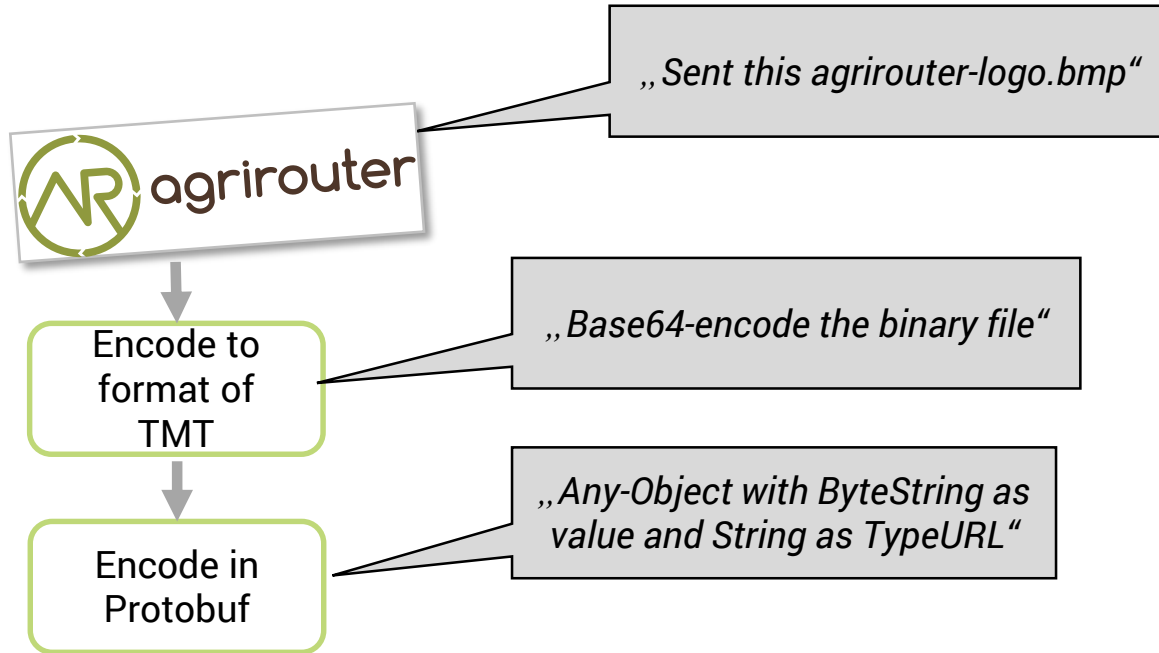 „Sent this agrirouter-logo.bmp“
AR agrirouter
„Base64-encode the binary file“
Encode to
format of
TMT
„Any-Object with ByteString as
value and String as TypeURL“
Encode in
Protobuf